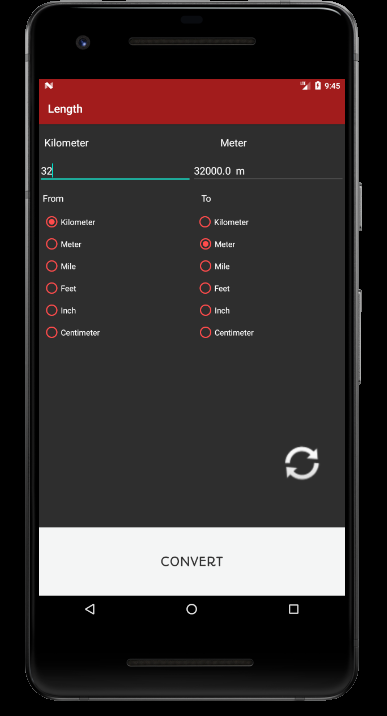 9:45
Length
Kilometer Meter
32 32000.0 m
From To
Kilometer Kilometer
Meter Meter
Mile Mile
Feet Feet
Inch Inch
Centimeter Centimeter
CONVERT